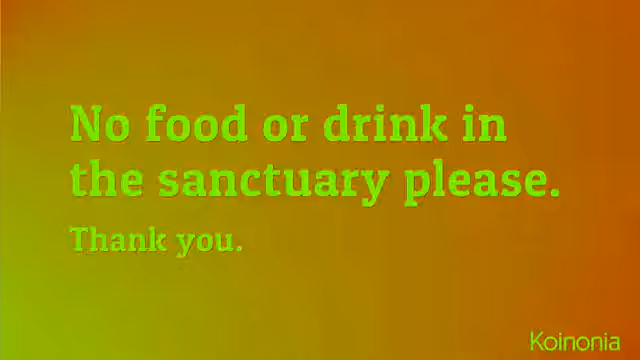 No food or drink in
the sanctuary please.
Thank you.
Koinonia